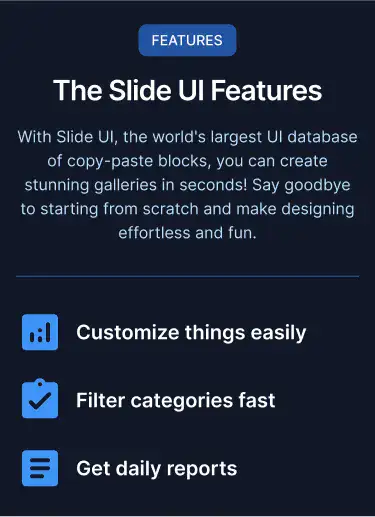 FEATURES
The Slide UI Features
With Slide UI, the world's largest UI database
of copy-paste blocks, you can create
stunning galleries in seconds! Say goodbye
to starting from scratch and make designing
effortless and fun.
Customize things easily
Filter categories fast
Get daily reports